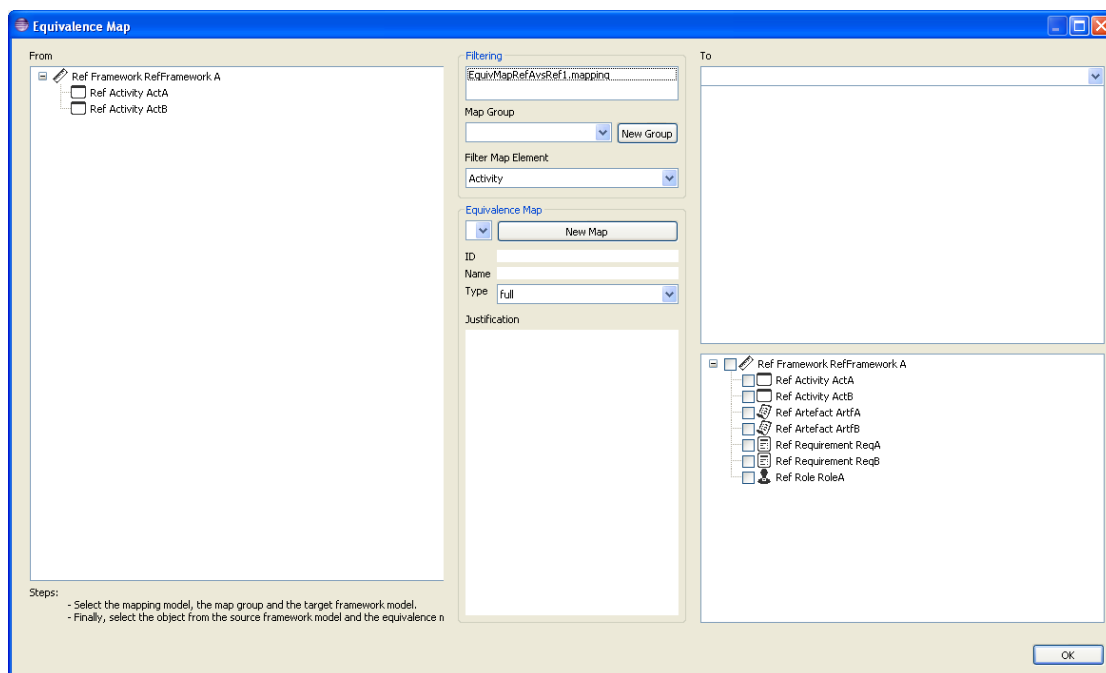 Equivalence Map
From
Ref Framework RefFramework A
Ref Activity ActA
Ref Activity ActB
Steps:
- Select the mapping model, the map group and the target framework model.
- Finally, select the object from the source framework model and the equivalence n
Filtering
EquivMapRefAvsRef1.mapping
Map Group
New Group
Filter Map Element
Activity
Equivalence Map
New Map
ID
Name
Type full
Justification
To
Ref Framework RefFramework A
Ref Activity ActA
Ref Activity ActB
Ref Artefact ArtfA
Ref Artefact ArtfB
Ref Requirement ReqA
Ref Requirement ReqB
Ref Role RoleA
OK